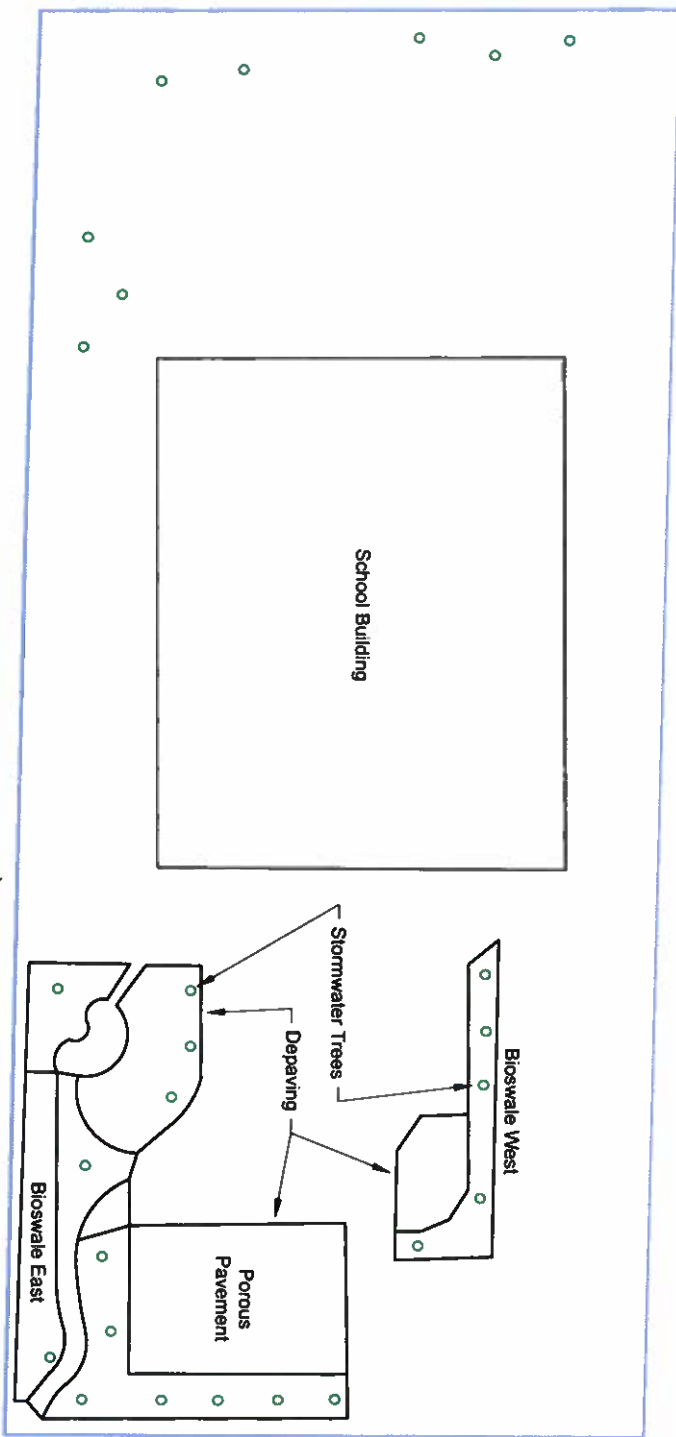 School Building
Stormwater Trees
Depaving
Bioswale West
Bioswale East
Porous
Pavement